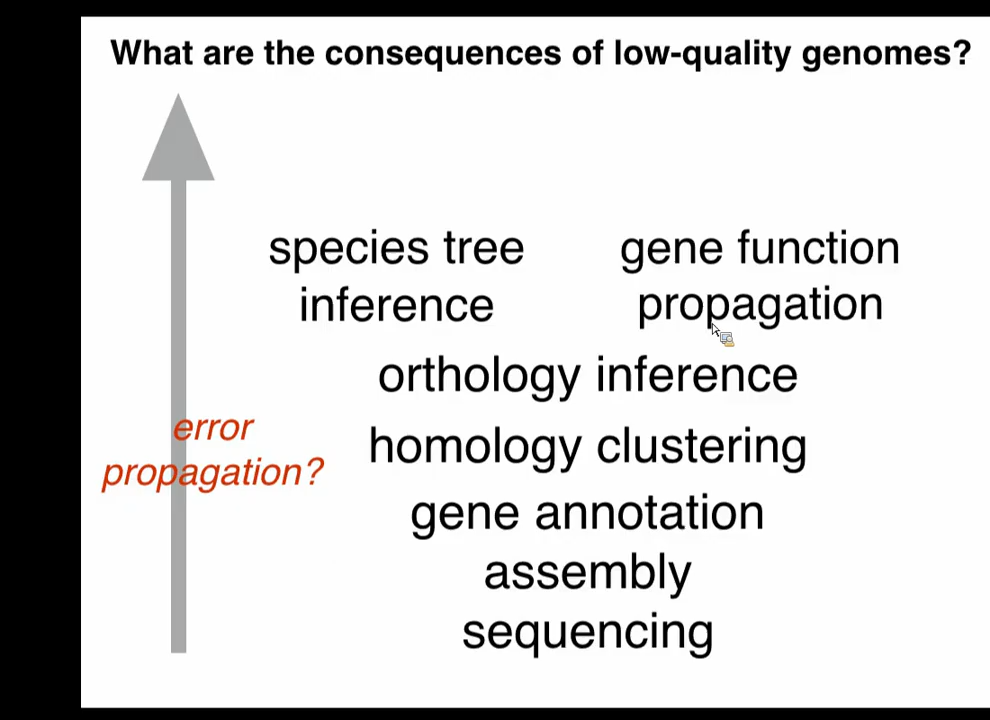 What are the consequences of low-quality genomes?
species tree
inference
gene function
propagation
orthology inference
error
propagation?
homology clustering
gene annotation
assembly
sequencing